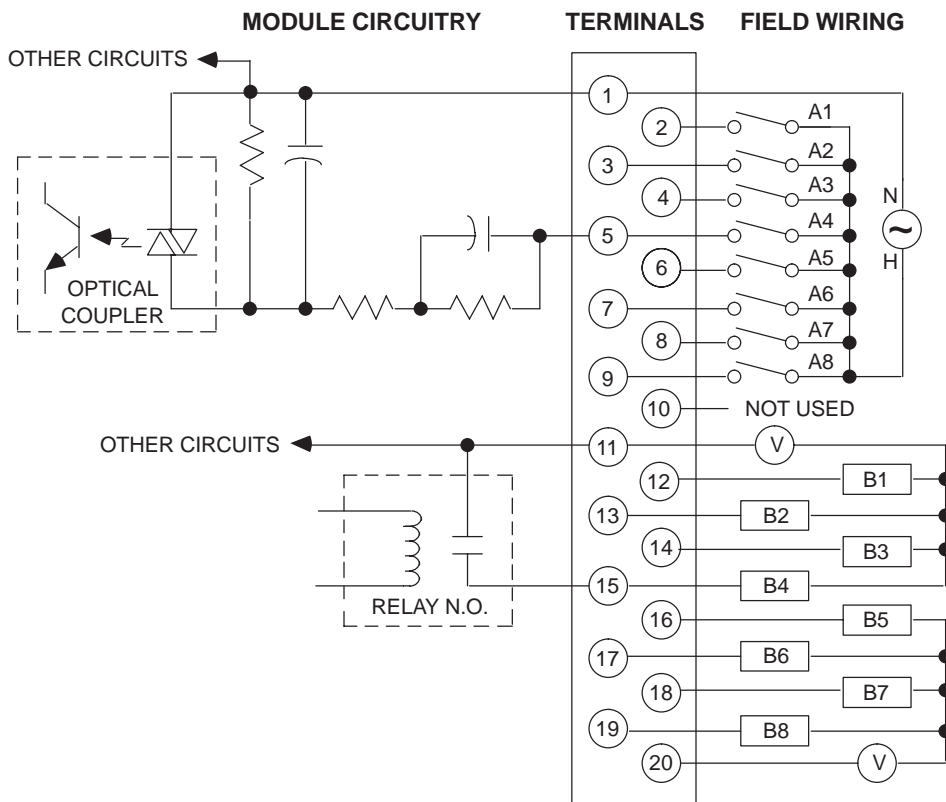 MODULE CIRCUITRY TERMINALS FIELD WIRING
OTHER CIRCUITS
1
2 A1
3 A2
4 A3
N
5 A4
6 A5
H
OPTICAL
COUPLER
7 A6
8 A7
9 A8
10 NOT USED
OTHER CIRCUITS 11 V
12 B1
13 B2
14 B3
15 B4
RELAY N.O.
16 B5
17 B6
18 B7
19 B8
20 V